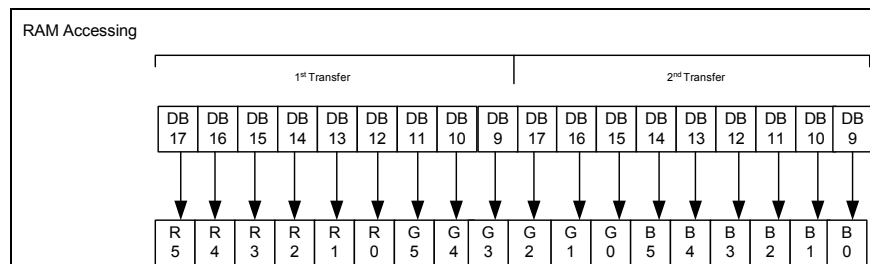 RAM Accessing
1st Transfer 2nd Transfer
DB DB DB DB DB DB DB DB DB DB DB DB DB DB DB DB DB DB
17 16 15 14 13 12 11 10 9 17 16 15 14 13 12 11 10 9
R R R R R R G G G G G G B B B B B B
5 4 3 2 1 0 5 4 3 2 1 0 5 4 3 2 1 0